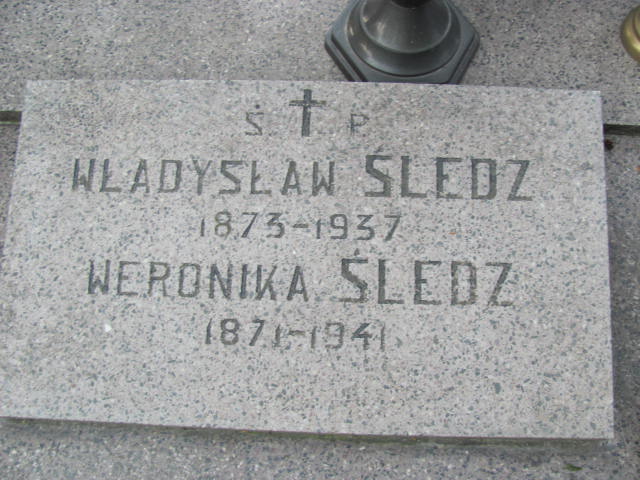 Ś P
WŁADYSŁAW ŚLEDZ
1873-1937
WERONIKA ŚLEDZ
1871-1941